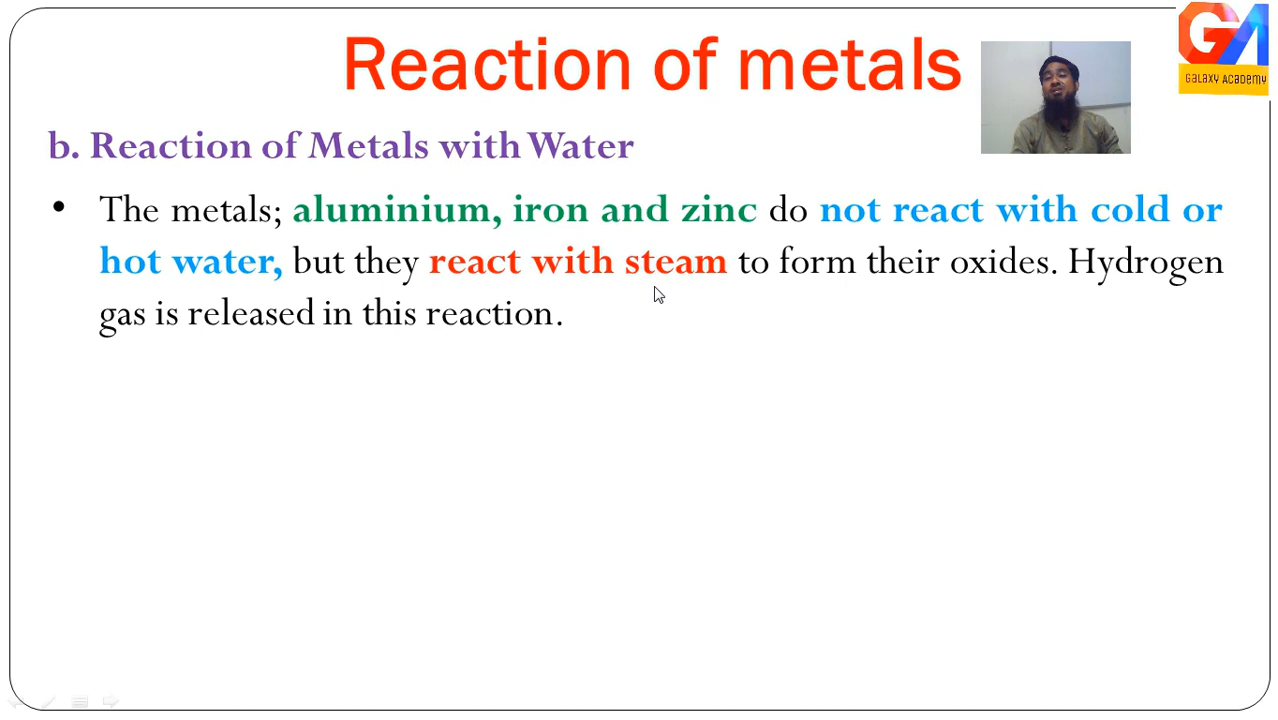 Reaction of metals
GA
GALAXY ACADEMY
b. Reaction of Metals with Water
• The metals; aluminium, iron and zinc do not react with cold or
hot water, but they react with steam to form their oxides. Hydrogen
gas is released in this reaction.